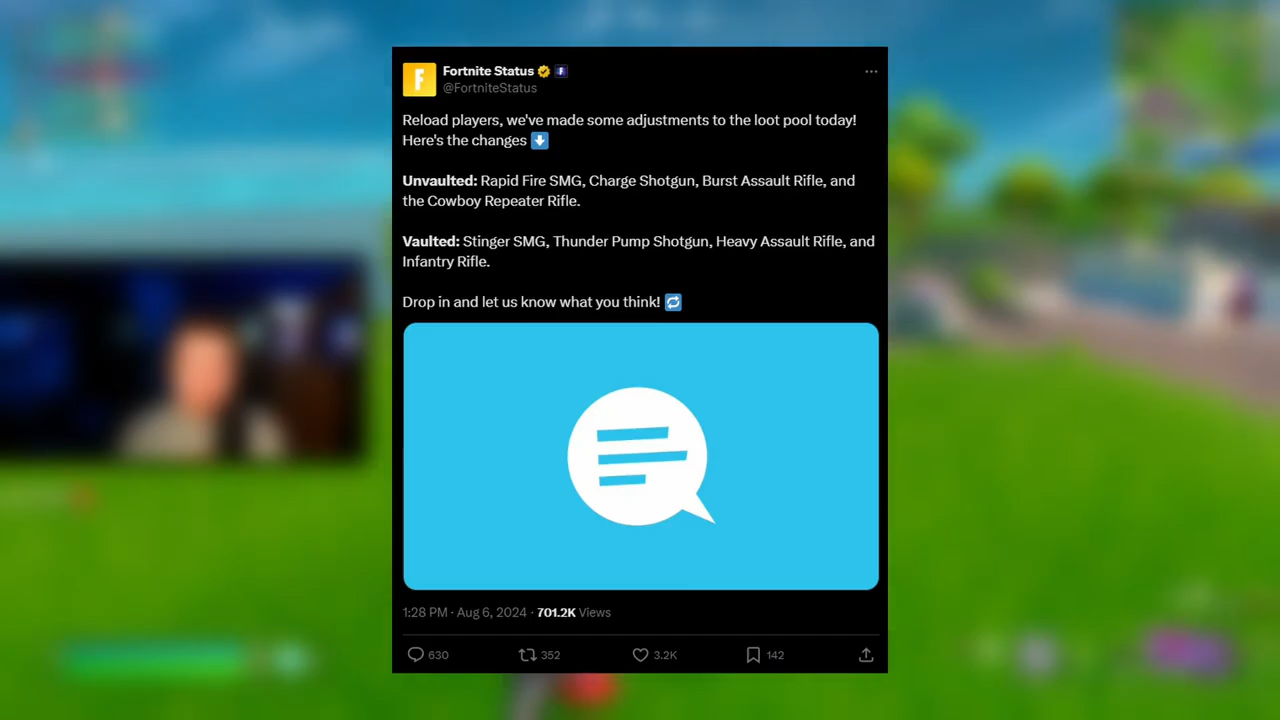 Fortnite Status
@FortniteStatus
Reload players, we've made some adjustments to the loot pool today!
Here's the changes ⬇️
Unvaulted: Rapid Fire SMG, Charge Shotgun, Burst Assault Rifle, and
the Cowboy Repeater Rifle.
Vaulted: Stinger SMG, Thunder Pump Shotgun, Heavy Assault Rifle, and
Infantry Rifle.
Drop in and let us know what you think! 🔁
1:28 PM · Aug 6, 2024 · 701.2K Views
630 352 3.2K 142